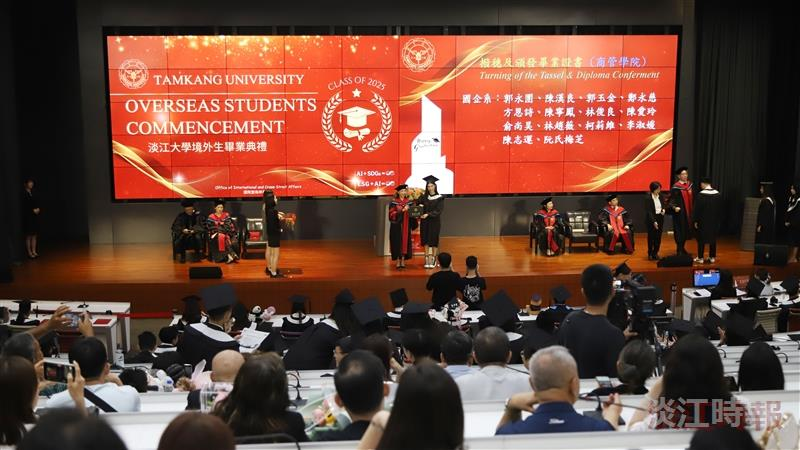 TAMKANG UNIVERSITY
OVERSEAS STUDENTS
COMMENCEMENT
淡江大學境外生畢業典禮
Office of International and Cross-Strait Affairs
CLASS OF 2025
AI+SDGs=∞
ESG+AI=∞
撥穗及頒發畢業證書（商管學院）
Turning of the Tassel & Diploma Conferment
國企系：郭永圏、陳漢良、郭玉金、鄭永慈
方思詩、陳寧鳳、林俊良、陳愛玲
俞尚昊、林趙薇、柯莉維、李淑媛
陳志運、阮氏梅芝
淡江時報